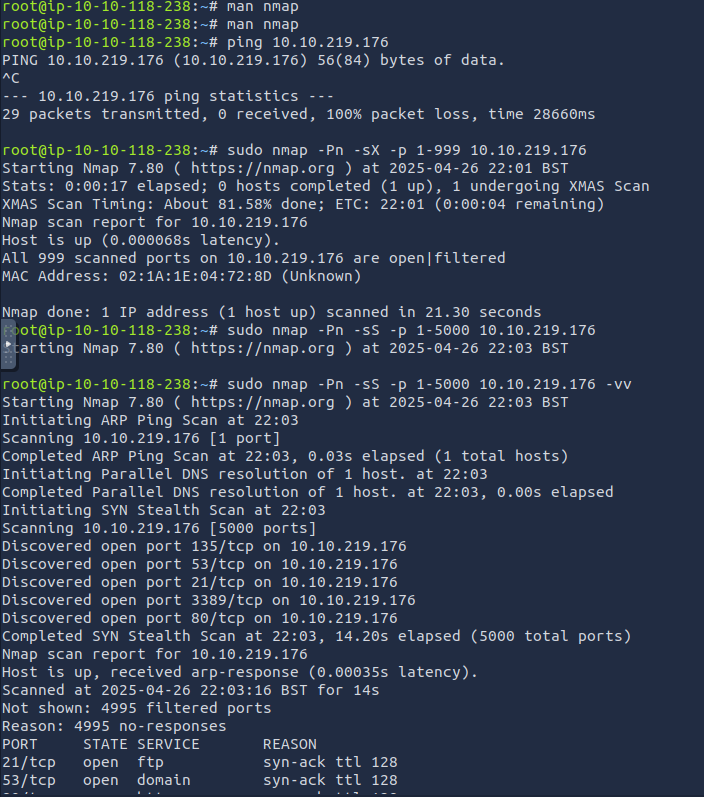 root@ip-10-10-118-238:~# man nmap
root@ip-10-10-118-238:~# man nmap
root@ip-10-10-118-238:~# ping 10.10.219.176
PING 10.10.219.176 (10.10.219.176) 56(84) bytes of data.
^C
--- 10.10.219.176 ping statistics ---
29 packets transmitted, 0 received, 100% packet loss, time 28660ms

root@ip-10-10-118-238:~# sudo nmap -Pn -sX -p 1-999 10.10.219.176
Starting Nmap 7.80 ( https://nmap.org ) at 2025-04-26 22:01 BST
Stats: 0:00:17 elapsed; 0 hosts completed (1 up), 1 undergoing XMAS Scan
XMAS Scan Timing: About 81.58% done; ETC: 22:01 (0:00:04 remaining)
Nmap scan report for 10.10.219.176
Host is up (0.000068s latency).
All 999 scanned ports on 10.10.219.176 are open|filtered
MAC Address: 02:1A:1E:04:72:8D (Unknown)

Nmap done: 1 IP address (1 host up) scanned in 21.30 seconds
oot@ip-10-10-118-238:~# sudo nmap -Pn -sS -p 1-5000 10.10.219.176
tarting Nmap 7.80 ( https://nmap.org ) at 2025-04-26 22:03 BST

root@ip-10-10-118-238:~# sudo nmap -Pn -sS -p 1-5000 10.10.219.176 -vv
Starting Nmap 7.80 ( https://nmap.org ) at 2025-04-26 22:03 BST
Initiating ARP Ping Scan at 22:03
Scanning 10.10.219.176 [1 port]
Completed ARP Ping Scan at 22:03, 0.03s elapsed (1 total hosts)
Initiating Parallel DNS resolution of 1 host. at 22:03
Completed Parallel DNS resolution of 1 host. at 22:03, 0.00s elapsed
Initiating SYN Stealth Scan at 22:03
Scanning 10.10.219.176 [5000 ports]
Discovered open port 135/tcp on 10.10.219.176
Discovered open port 53/tcp on 10.10.219.176
Discovered open port 21/tcp on 10.10.219.176
Discovered open port 3389/tcp on 10.10.219.176
Discovered open port 80/tcp on 10.10.219.176
Completed SYN Stealth Scan at 22:03, 14.20s elapsed (5000 total ports)
Nmap scan report for 10.10.219.176
Host is up, received arp-response (0.00035s latency).
Scanned at 2025-04-26 22:03:16 BST for 14s
Not shown: 4995 filtered ports
Reason: 4995 no-responses
PORT     STATE SERVICE       REASON
21/tcp   open  ftp           syn-ack ttl 128
53/tcp   open  domain        syn-ack ttl 128